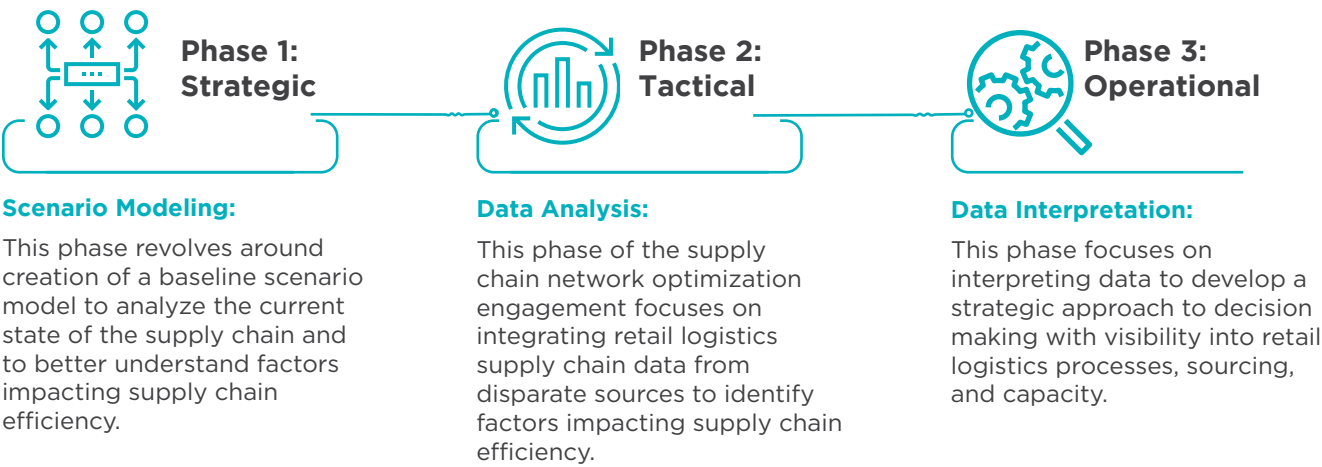 Phase 1:
Strategic
Scenario Modeling:
This phase revolves around
creation of a baseline scenario
model to analyze the current
state of the supply chain and
to better understand factors
impacting supply chain
efficiency.
Phase 2:
Tactical
Data Analysis:
This phase of the supply
chain network optimization
engagement focuses on
integrating retail logistics
supply chain data from
disparate sources to identify
factors impacting supply chain
efficiency.
Phase 3:
Operational
Data Interpretation:
This phase focuses on
interpreting data to develop a
strategic approach to decision
making with visibility into retail
logistics processes, sourcing,
and capacity.